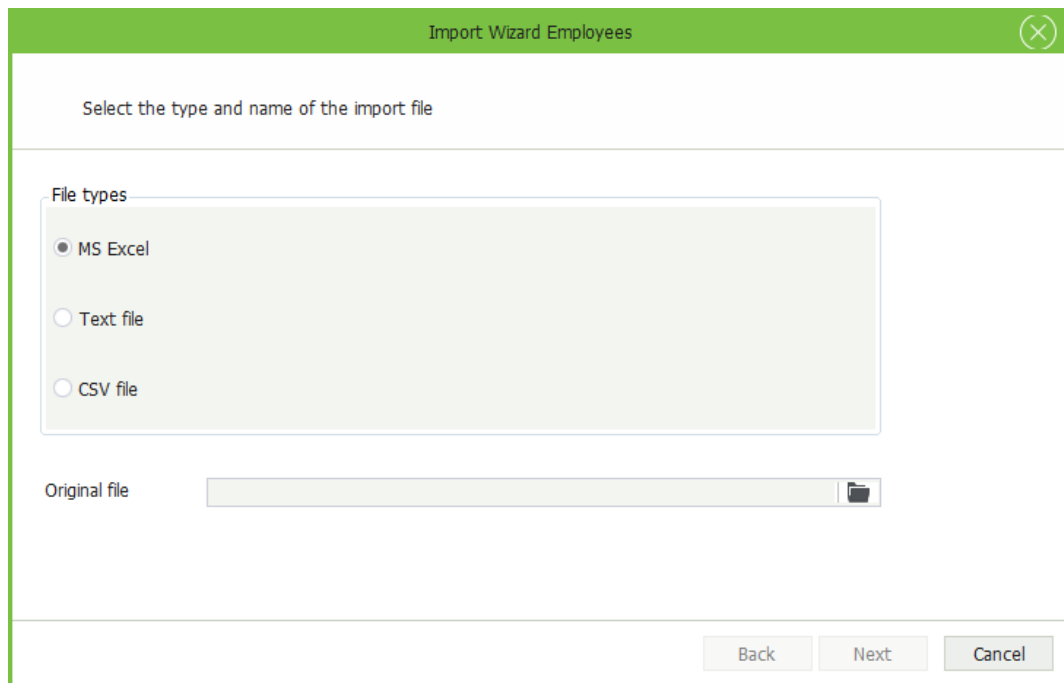 Import Wizard Employees
Select the type and name of the import file
File types
MS Excel
Text file
CSV file
Original file
Back Next Cancel